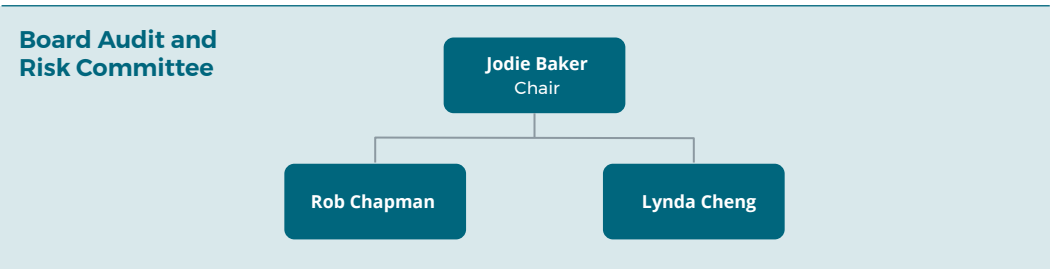 Board Audit and
Risk Committee
Jodie Baker
Chair
Rob Chapman
Lynda Cheng